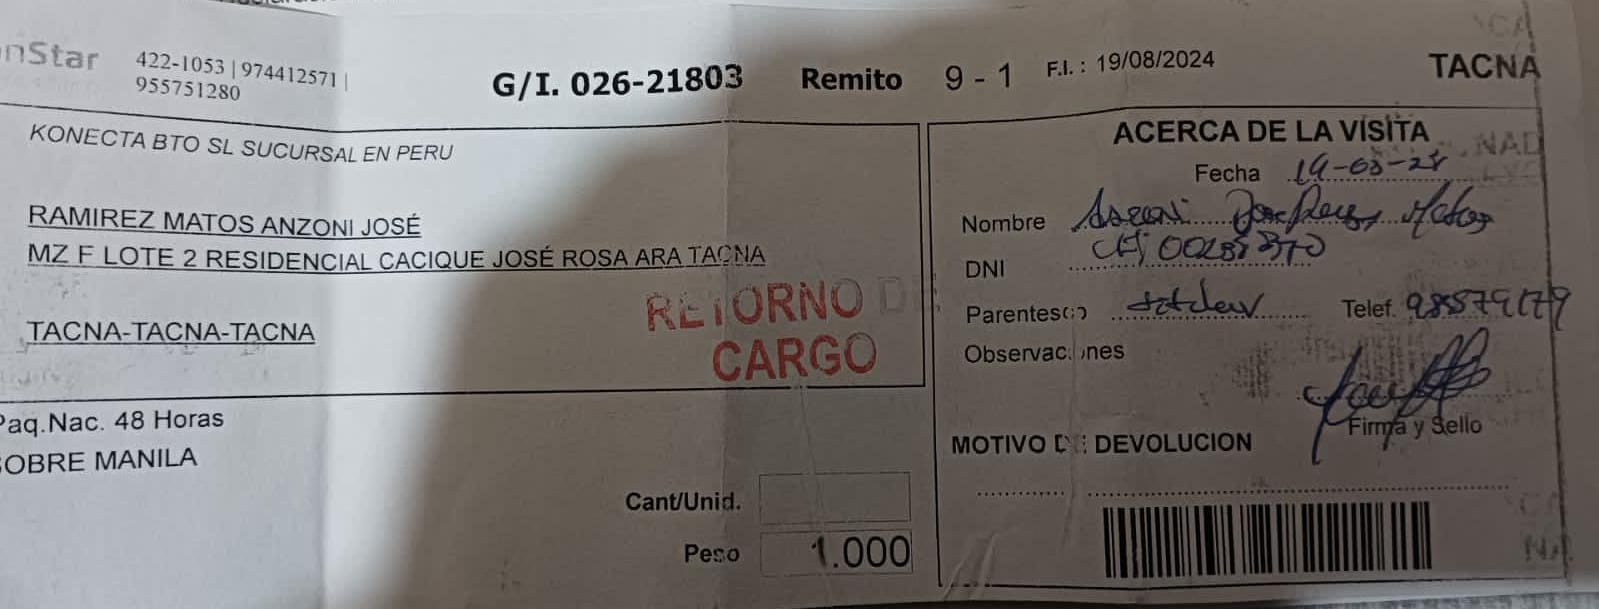 nStar
422-1053 | 974412571 |
955751280
G/I. 026-21803
Remito 9 - 1
F.I. : 19/08/2024
TACNA
KONECTA BTO SL SUCURSAL EN PERU
RAMIREZ MATOS ANZONI JOSÉ
MZ F LOTE 2 RESIDENCIAL CACIQUE JOSÉ ROSA ARA TACNA
TACNA-TACNA-TACNA
RETORNO DE
CARGO
Paq.Nac. 48 Horas
SOBRE MANILA
Cant/Unid.
Peso 1.000
ACERCA DE LA VISITA
Fecha
Nombre
DNI
Parentesco Telef.
Observaciones
Firma y Sello
MOTIVO DE DEVOLUCION